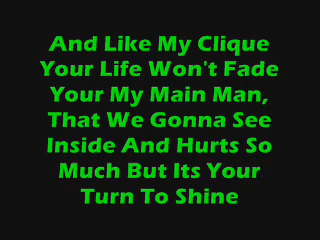 And Like My Clique
Your Life Won't Fade
Your My Main Man,
That We Gonna See
Inside And Hurts So
Much But Its Your
Turn To Shine